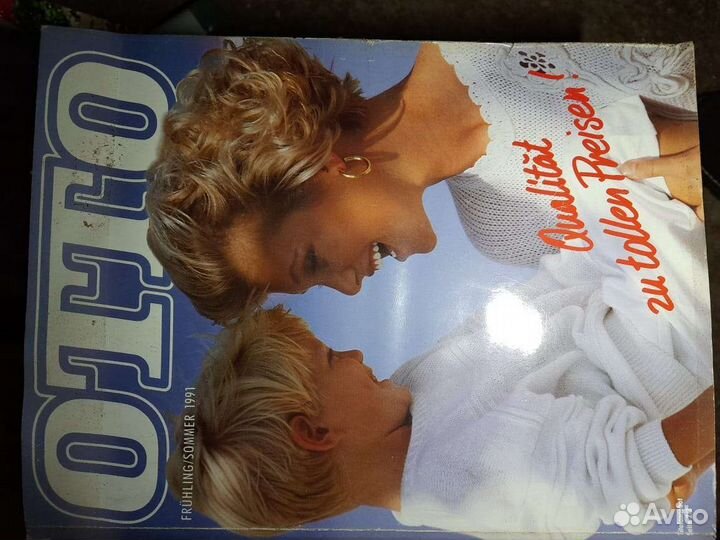 OTTO
FRÜHLING/SOMMER 1991
Qualität
zu tollen Preisen!
Avito